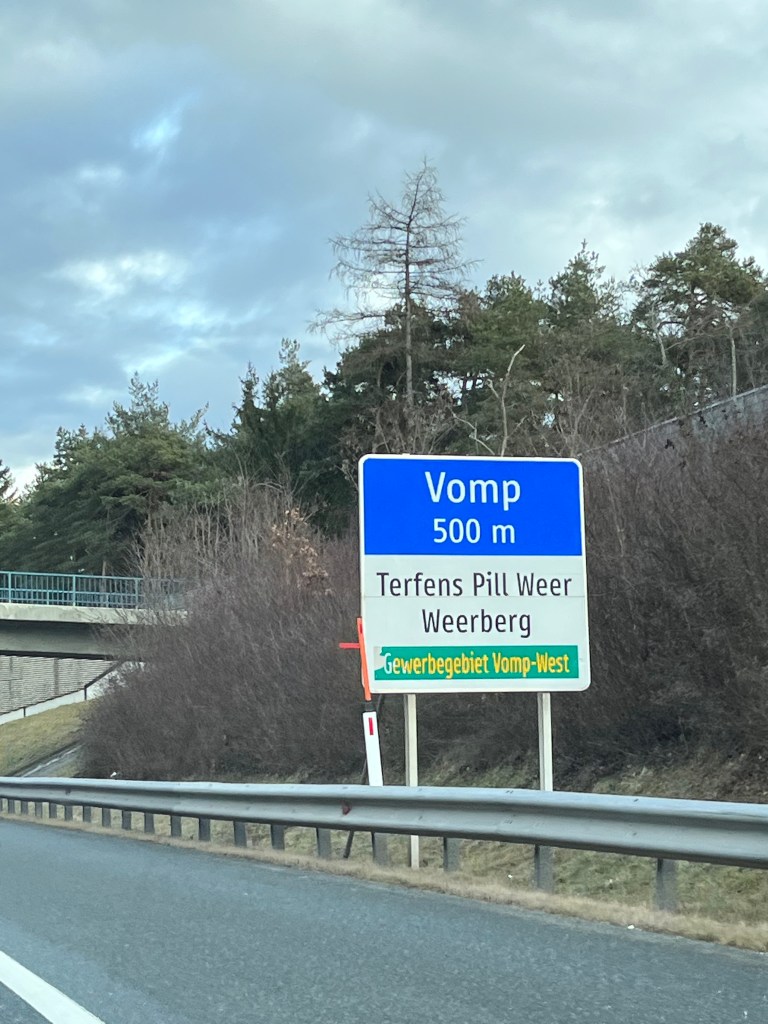 Vomp
500 m
Terfens Pill Weer
Weerberg
Gewerbegebiet Vomp-West